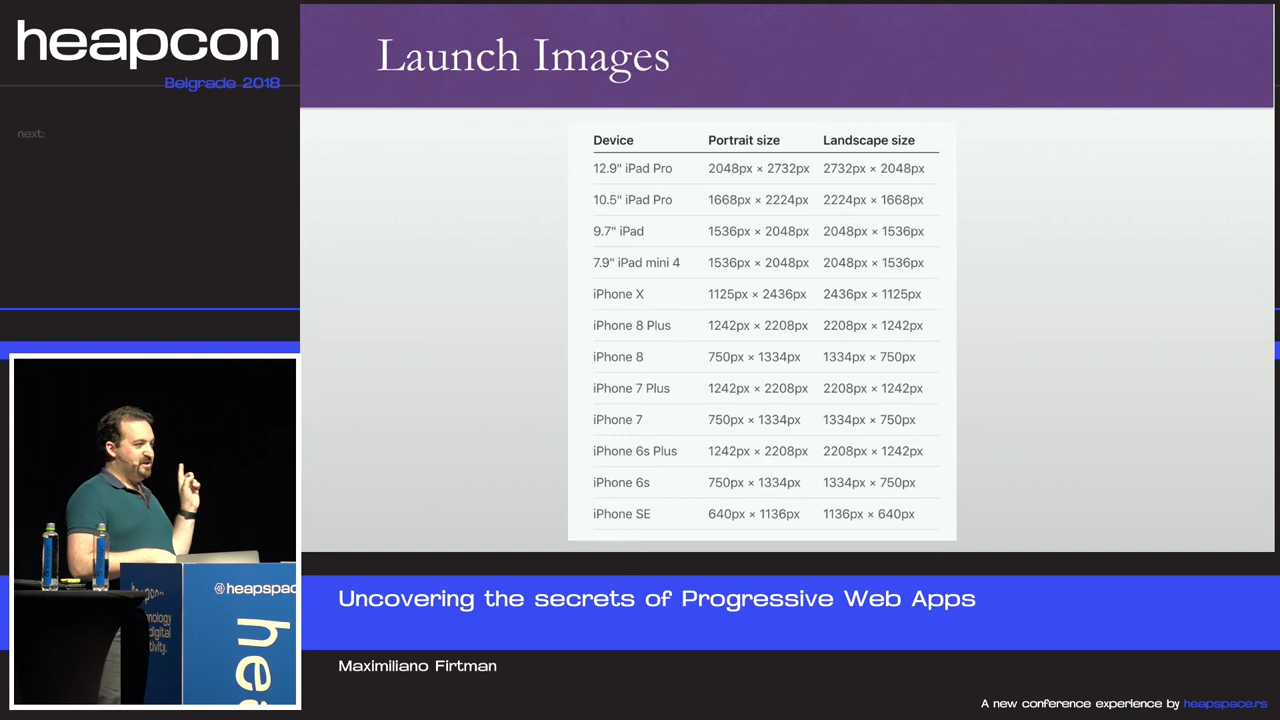 heapcon
Belgrade 2018
next:
Launch Images
Device Portrait size Landscape size
12.9" iPad Pro 2048px × 2732px 2732px × 2048px
10.5" iPad Pro 1668px × 2224px 2224px × 1668px
9.7" iPad 1536px × 2048px 2048px × 1536px
7.9" iPad mini 4 1536px × 2048px 2048px × 1536px
iPhone X 1125px × 2436px 2436px × 1125px
iPhone 8 Plus 1242px × 2208px 2208px × 1242px
iPhone 8 750px × 1334px 1334px × 750px
iPhone 7 Plus 1242px × 2208px 2208px × 1242px
iPhone 7 750px × 1334px 1334px × 750px
iPhone 6s Plus 1242px × 2208px 2208px × 1242px
iPhone 6s 750px × 1334px 1334px × 750px
iPhone SE 640px × 1136px 1136px × 640px
@heapspac
hea
Uncovering the secrets of Progressive Web Apps
Maximiliano Firtman
A new conference experience by heapspace.rs